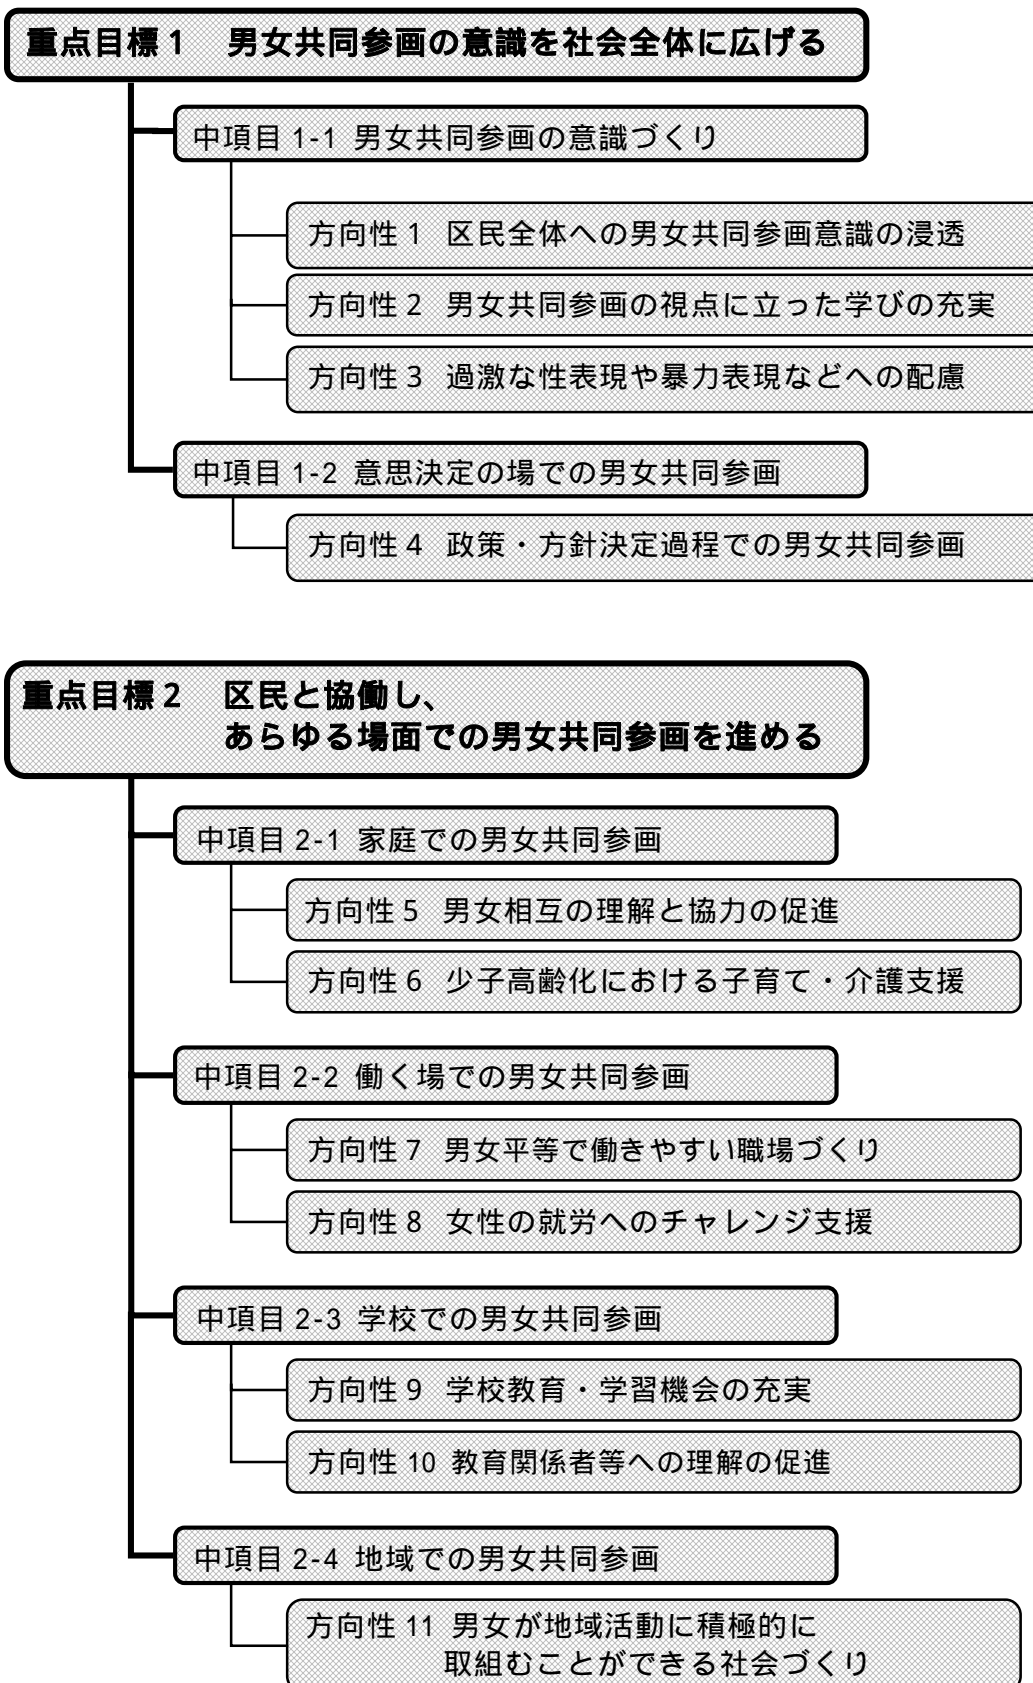 重点目標１　男女共同参画の意識を社会全体に広げる
中項目 1-1 男女共同参画の意識づくり
方向性１ 区民全体への男女共同参画意識の浸透
方向性２ 男女共同参画の視点に立った学びの充実
方向性３ 過激な性表現や暴力表現などへの配慮
中項目 1-2 意思決定の場での男女共同参画
方向性４ 政策・方針決定過程での男女共同参画
重点目標２　区民と協働し、
あらゆる場面での男女共同参画を進める
中項目 2-1 家庭での男女共同参画
方向性５ 男女相互の理解と協力の促進
方向性６ 少子高齢化における子育て・介護支援
中項目 2-2 働く場での男女共同参画
方向性７ 男女平等で働きやすい職場づくり
方向性８ 女性の就労へのチャレンジ支援
中項目 2-3 学校での男女共同参画
方向性９ 学校教育・学習機会の充実
方向性 10 教育関係者等への理解の促進
中項目 2-4 地域での男女共同参画
方向性 11 男女が地域活動に積極的に
取組むことができる社会づくり